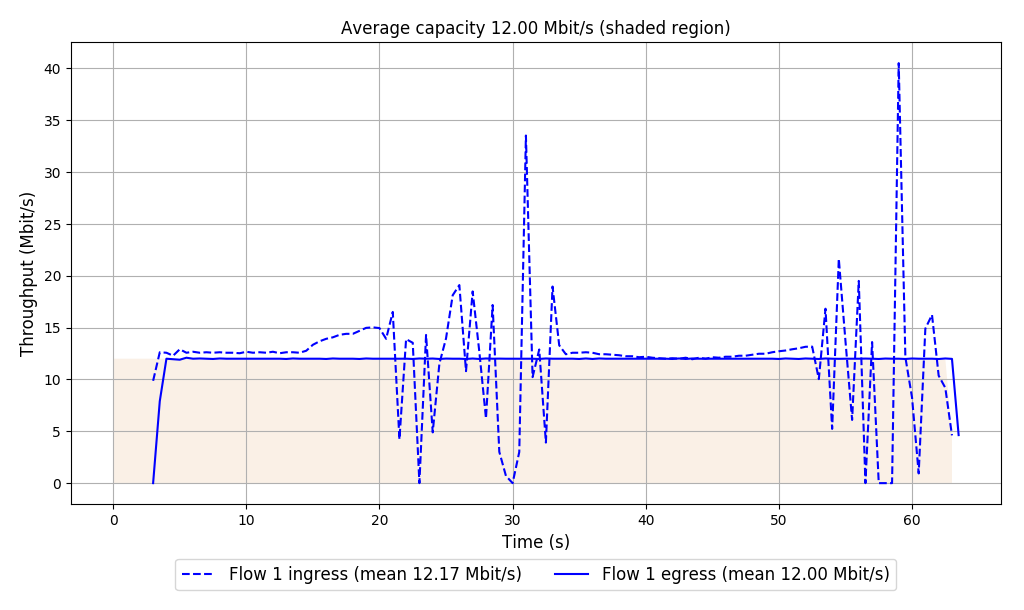 Average capacity 12.00 Mbit/s (shaded region)
Throughput (Mbit/s)
40
35
30
25
20
15
10
5
0
0 10 20 30 40 50 60
Time (s)
Flow 1 ingress (mean 12.17 Mbit/s) Flow 1 egress (mean 12.00 Mbit/s)